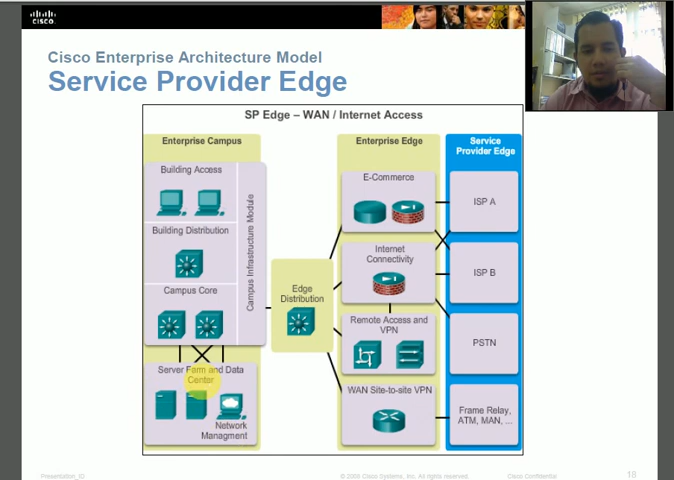 cisco
Cisco Enterprise Architecture Model
Service Provider Edge
SP Edge – WAN / Internet Access
Enterprise Campus
Building Access
Building Distribution
Campus Core
Campus Infrastructure Module
Server Farm and Data
Center
Network
Managment
Edge
Distribution
Enterprise Edge
E-Commerce
Internet
Connectivity
Remote Access and
VPN
WAN Site-to-site VPN
Service
Provider Edge
ISP A
ISP B
PSTN
Frame Relay,
ATM, MAN, ...
Presentation_ID
Cisco Systems, Inc. All rights reserved.
Cisco Confidential
18